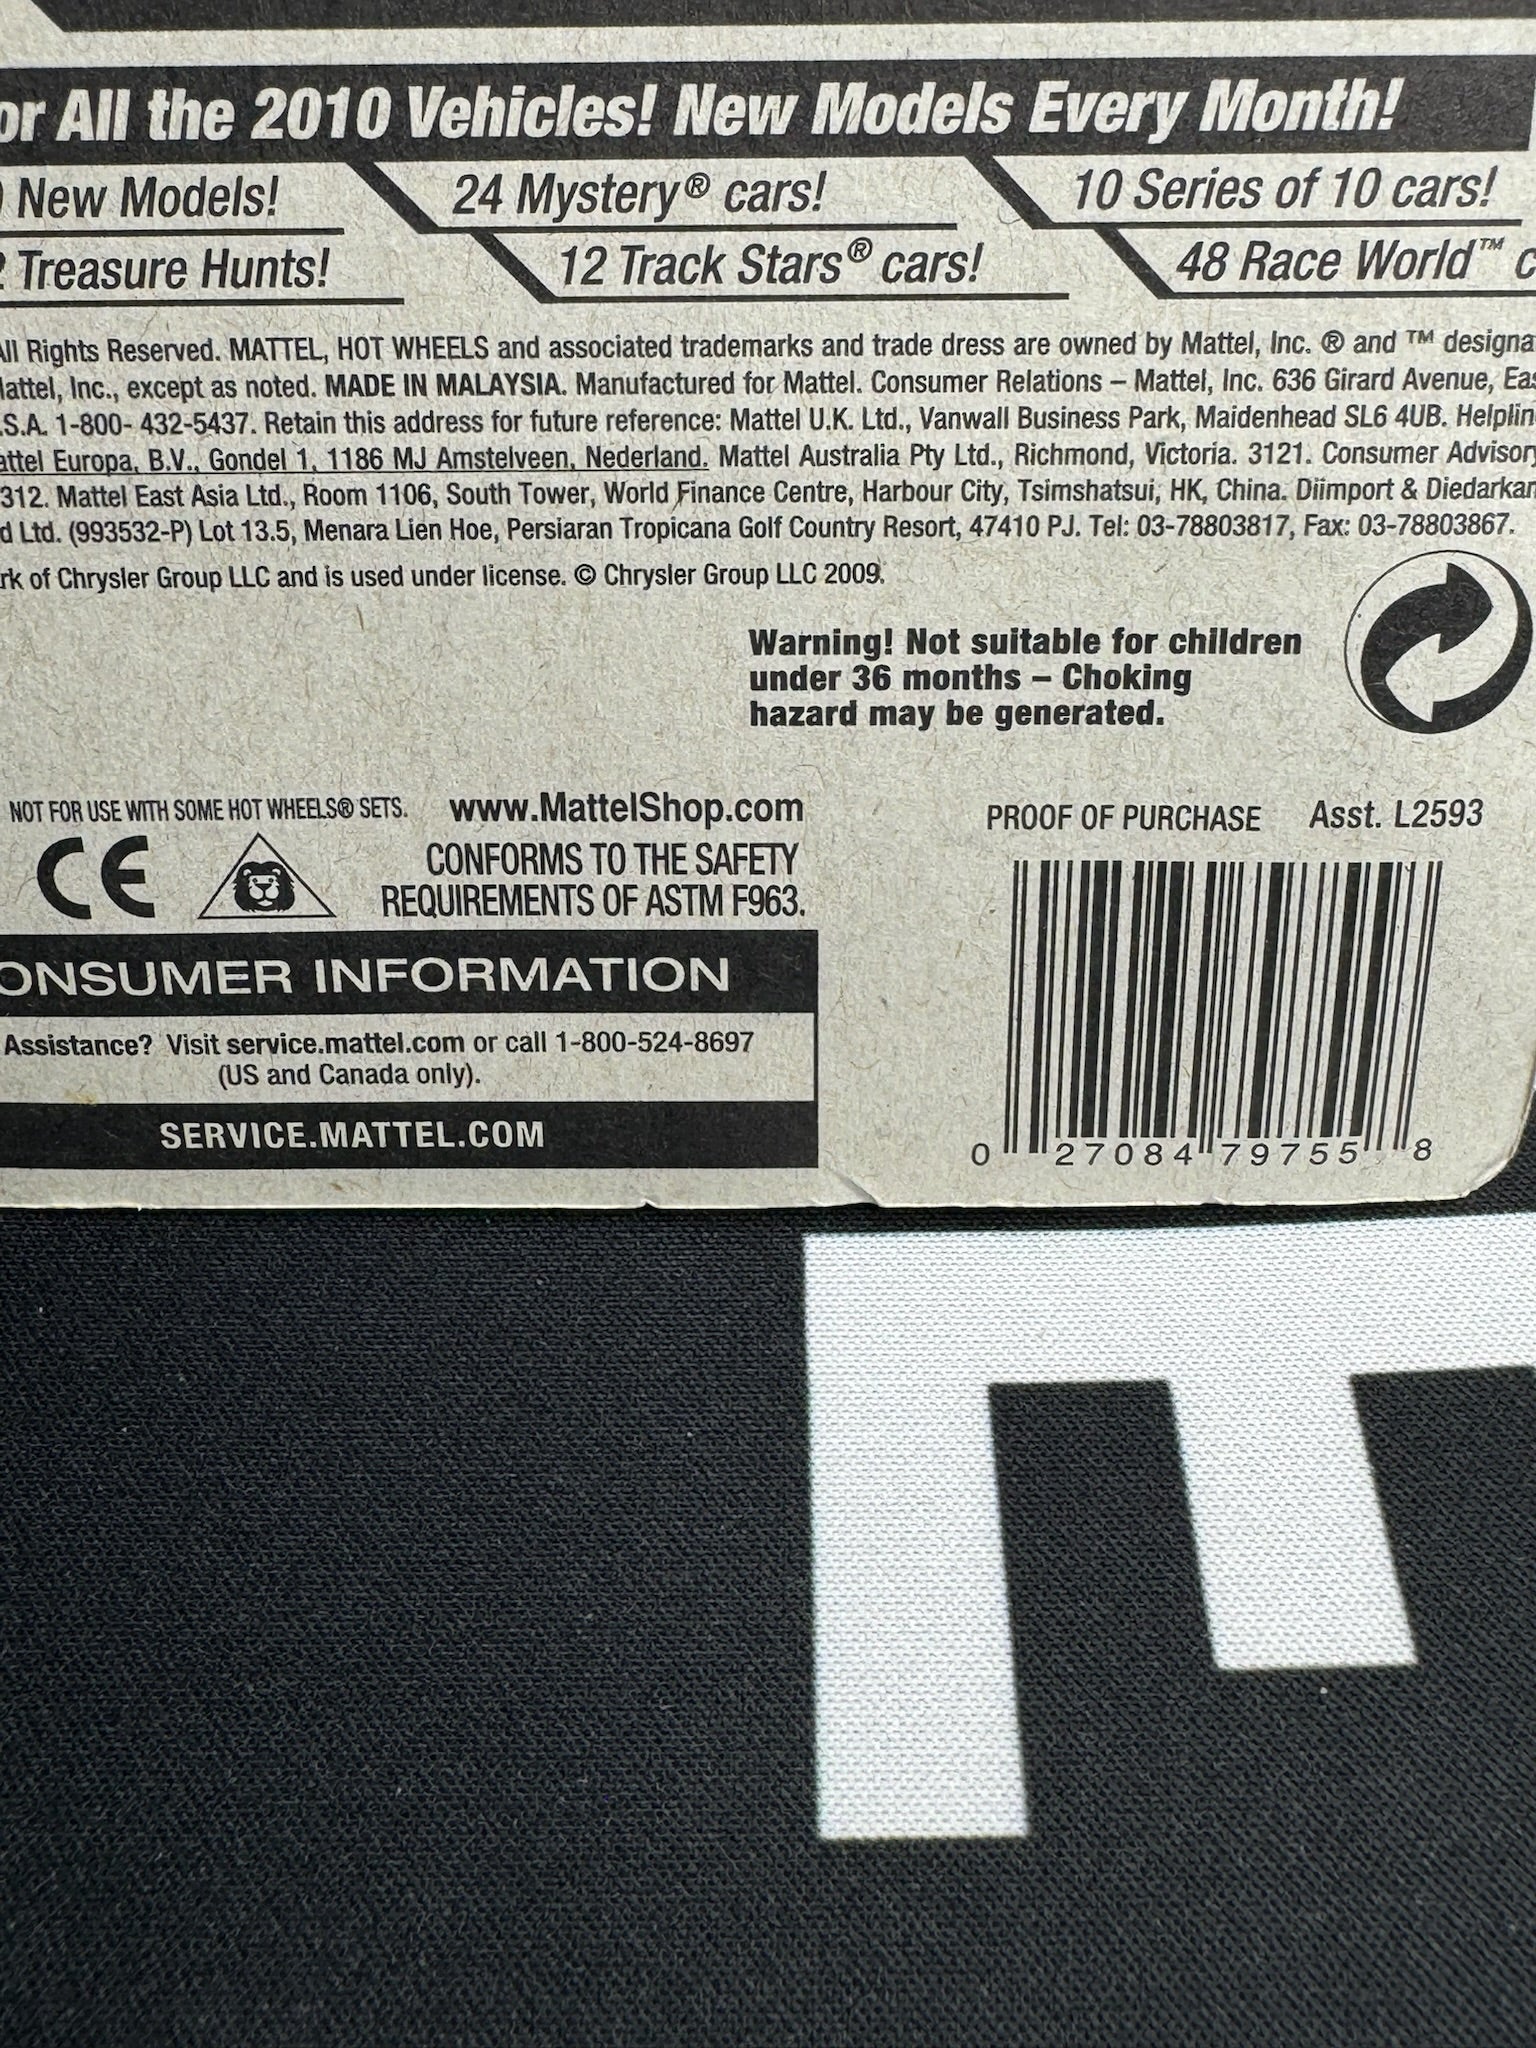 or All the 2010 Vehicles! New Models Every Month!
New Models! 24 Mystery® cars! 10 Series of 10 cars!
Treasure Hunts! 12 Track Stars® cars! 48 Race World™ c
All Rights Reserved. MATTEL, HOT WHEELS and associated trademarks and trade dress are owned by Mattel, Inc. ® and ™ designa
attel, Inc., except as noted. MADE IN MALAYSIA. Manufactured for Mattel. Consumer Relations – Mattel, Inc. 636 Girard Avenue, Eas
.S.A. 1-800- 432-5437. Retain this address for future reference: Mattel U.K. Ltd., Vanwall Business Park, Maidenhead SL6 4UB. Helplin
attel Europa, B.V., Gondel 1, 1186 MJ Amstelveen, Nederland. Mattel Australia Pty Ltd., Richmond, Victoria. 3121. Consumer Advisory
312. Mattel East Asia Ltd., Room 1106, South Tower, World Finance Centre, Harbour City, Tsimshatsui, HK, China. Diimport & Diedarkan
d Ltd. (993532-P) Lot 13.5, Menara Lien Hoe, Persiaran Tropicana Golf Country Resort, 47410 PJ. Tel: 03-78803817, Fax: 03-78803867.
rk of Chrysler Group LLC and is used under license. © Chrysler Group LLC 2009.
Warning! Not suitable for children
under 36 months – Choking
hazard may be generated.
NOT FOR USE WITH SOME HOT WHEELS® SETS. www.MattelShop.com
PROOF OF PURCHASE Asst. L2593
CE
CONFORMS TO THE SAFETY
REQUIREMENTS OF ASTM F963.
ONSUMER INFORMATION
Assistance? Visit service.mattel.com or call 1-800-524-8697
(US and Canada only).
SERVICE.MATTEL.COM
0 27084 79755 8